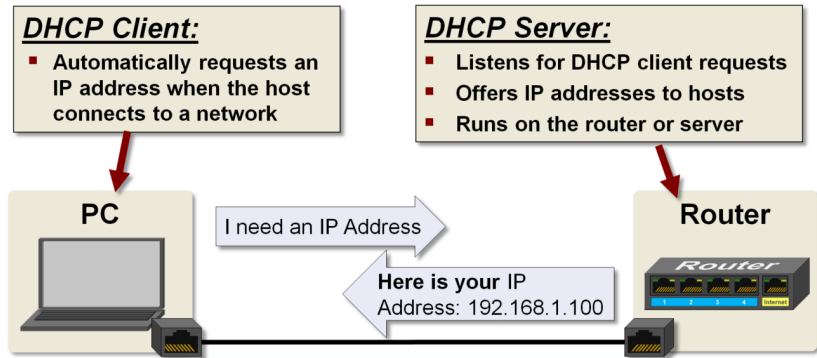 DHCP Client:
▪ Automatically requests an
IP address when the host
connects to a network
DHCP Server:
▪ Listens for DHCP client requests
▪ Offers IP addresses to hosts
▪ Runs on the router or server
PC
I need an IP Address
Here is your IP
Address: 192.168.1.100
Router
Router
1 2 3 4 Internet